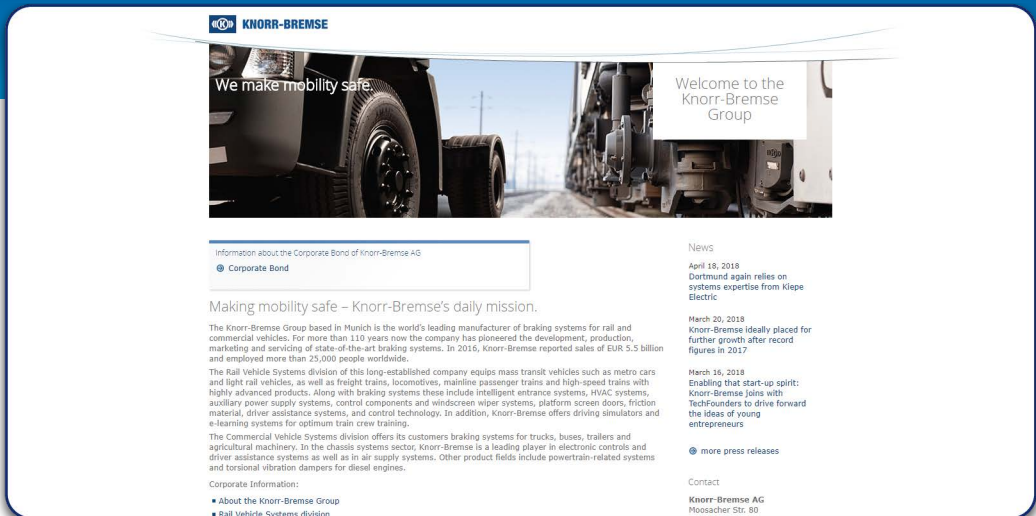 KNORR-BREMSE
We make mobility safe.
Welcome to the
Knorr-Bremse
Group
Information about the Corporate Bond of Knorr-Bremse AG
Corporate Bond
Making mobility safe – Knorr-Bremse's daily mission.
The Knorr-Bremse Group based in Munich is the world's leading manufacturer of braking systems for rail and
commercial vehicles. For more than 110 years now the company has pioneered the development, production,
marketing and servicing of state-of-the-art braking systems. In 2016, Knorr-Bremse reported sales of EUR 5.5 billion
and employed more than 25,000 people worldwide.
The Rail Vehicle Systems division of this long-established company equips mass transit vehicles such as metro cars
and light rail vehicles, as well as freight trains, locomotives, mainline passenger trains and high-speed trains with
highly advanced products. Along with braking systems these include intelligent entrance systems, HVAC systems,
auxiliary power supply systems, control components and windscreen wiper systems, platform screen doors, friction
material, driver assistance systems, and control technology. In addition, Knorr-Bremse offers driving simulators and
e-learning systems for optimum train crew training.
The Commercial Vehicle Systems division offers its customers braking systems for trucks, buses, trailers and
agricultural machinery. In the chassis systems sector, Knorr-Bremse is a leading player in electronic controls and
driver assistance systems as well as in air supply systems. Other product fields include powertrain-related systems
and torsional vibration dampers for diesel engines.
Corporate Information:
About the Knorr-Bremse Group
Rail Vehicle Systems division
News
April 18, 2018
Dortmund again relies on
systems expertise from Kiepe
Electric
March 20, 2018
Knorr-Bremse ideally placed for
further growth after record
figures in 2017
March 16, 2018
Enabling that start-up spirit:
Knorr-Bremse joins with
TechFounders to drive forward
the ideas of young
entrepreneurs
more press releases
Contact
Knorr-Bremse AG
Moosacher Str. 80